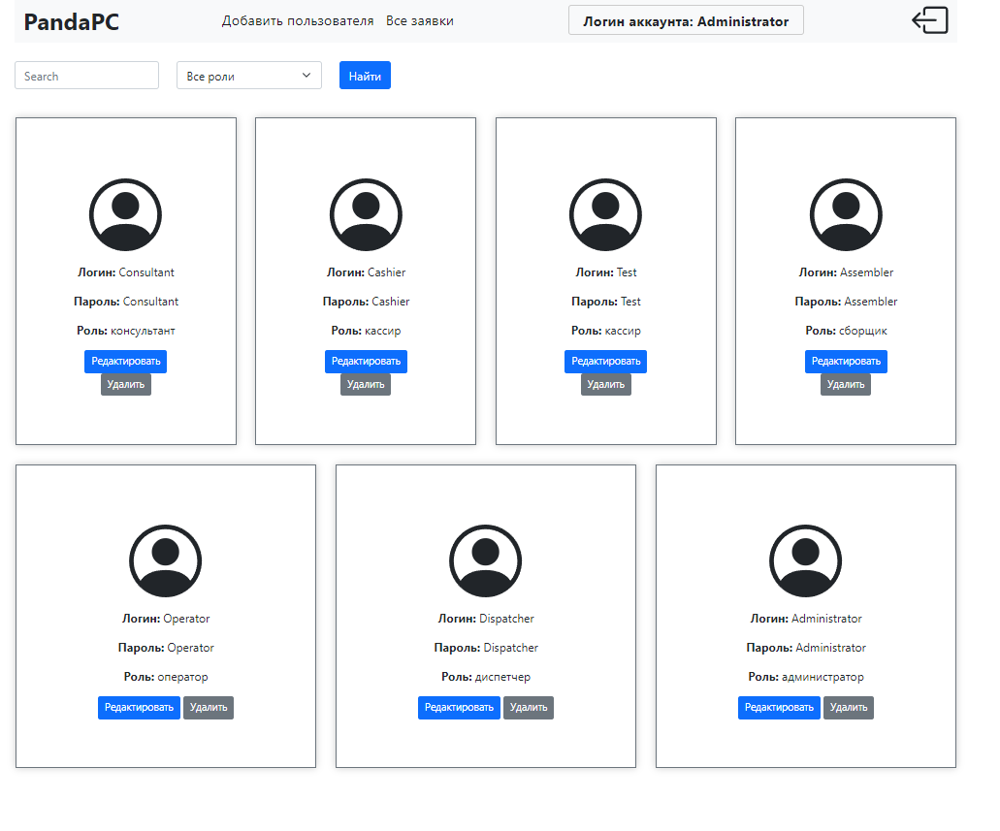 PandaPC Добавить пользователя Все заявки Логин аккаунта: Administrator
Search Все роли Найти
Логин: Consultant
Пароль: Consultant
Роль: консультант
Редактировать
Удалить
Логин: Cashier
Пароль: Cashier
Роль: кассир
Редактировать
Удалить
Логин: Test
Пароль: Test
Роль: кассир
Редактировать
Удалить
Логин: Assembler
Пароль: Assembler
Роль: сборщик
Редактировать
Удалить
Логин: Operator
Пароль: Operator
Роль: оператор
Редактировать Удалить
Логин: Dispatcher
Пароль: Dispatcher
Роль: диспетчер
Редактировать Удалить
Логин: Administrator
Пароль: Administrator
Роль: администратор
Редактировать Удалить